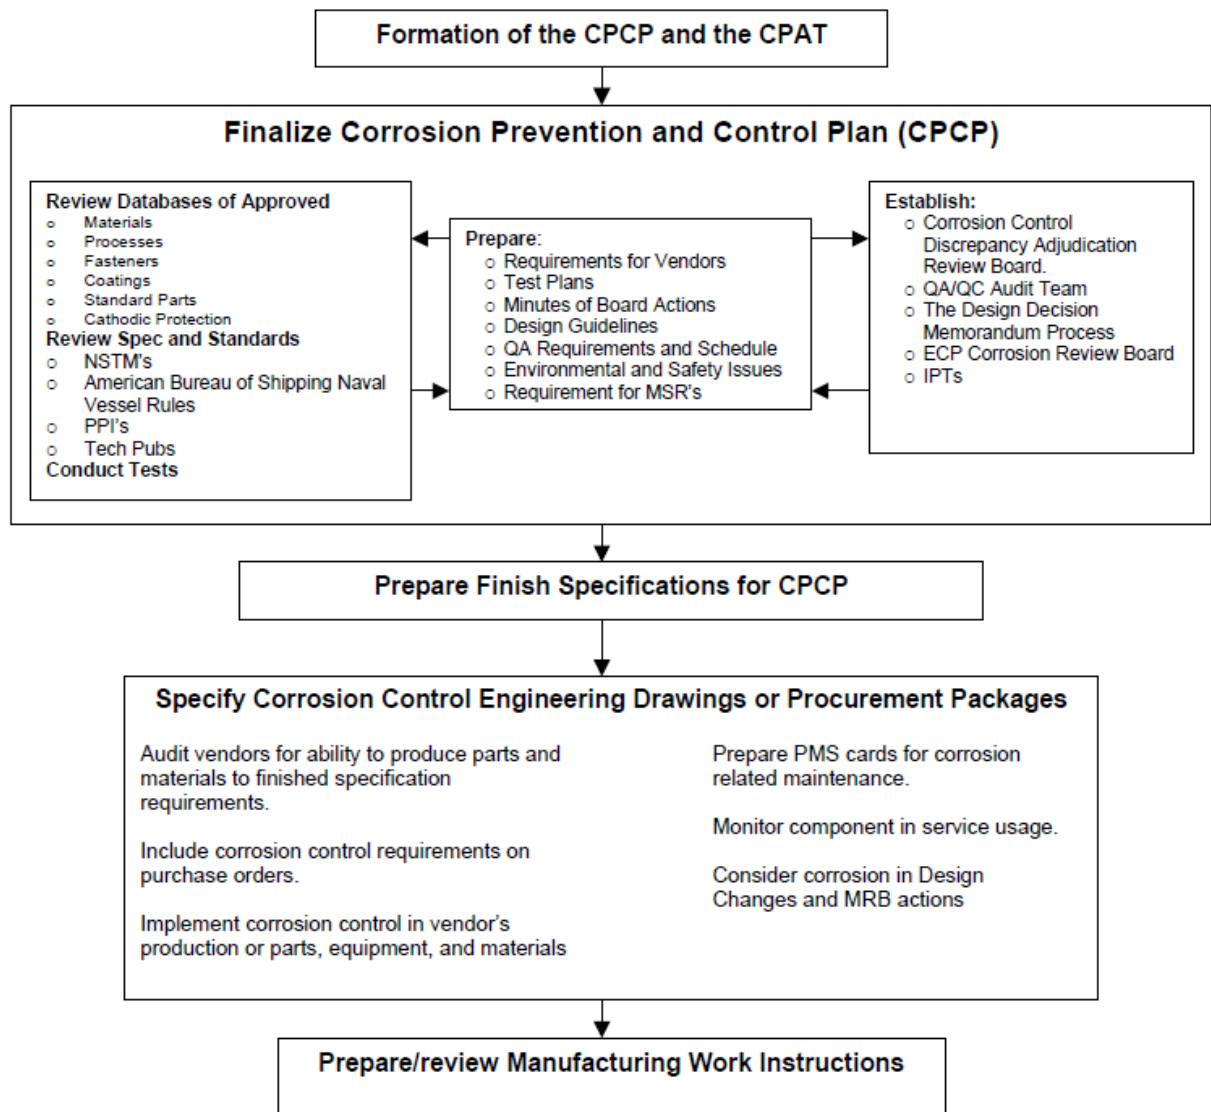 Formation of the CPCP and the CPAT
Finalize Corrosion Prevention and Control Plan (CPCP)
Review Databases of Approved
o Materials
o Processes
o Fasteners
o Coatings
o Standard Parts
o Cathodic Protection
Review Spec and Standards
o NSTM's
o American Bureau of Shipping Naval
Vessel Rules
o PPI's
o Tech Pubs
Conduct Tests
Prepare:
o Requirements for Vendors
o Test Plans
o Minutes of Board Actions
o Design Guidelines
o QA Requirements and Schedule
o Environmental and Safety Issues
o Requirement for MSR's
Establish:
o Corrosion Control
Discrepancy Adjudication
Review Board.
o QA/QC Audit Team
o The Design Decision
Memorandum Process
o ECP Corrosion Review Board
o IPTs
Prepare Finish Specifications for CPCP
Specify Corrosion Control Engineering Drawings or Procurement Packages
Audit vendors for ability to produce parts and
materials to finished specification
requirements.
Include corrosion control requirements on
purchase orders.
Implement corrosion control in vendor's
production or parts, equipment, and materials
Prepare PMS cards for corrosion
related maintenance.
Monitor component in service usage.
Consider corrosion in Design
Changes and MRB actions
Prepare/review Manufacturing Work Instructions